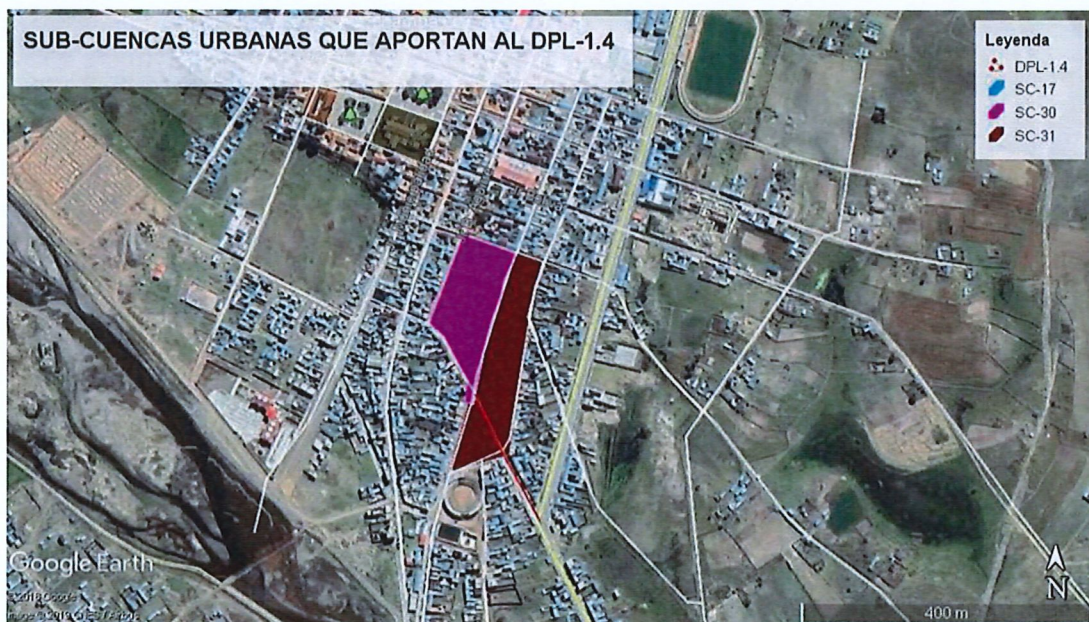 SUB-CUENCAS URBANAS QUE APORTAN AL DPL-1.4
Leyenda
DPL-1.4
SC-17
SC-30
SC-31
Google Earth
N
400 m